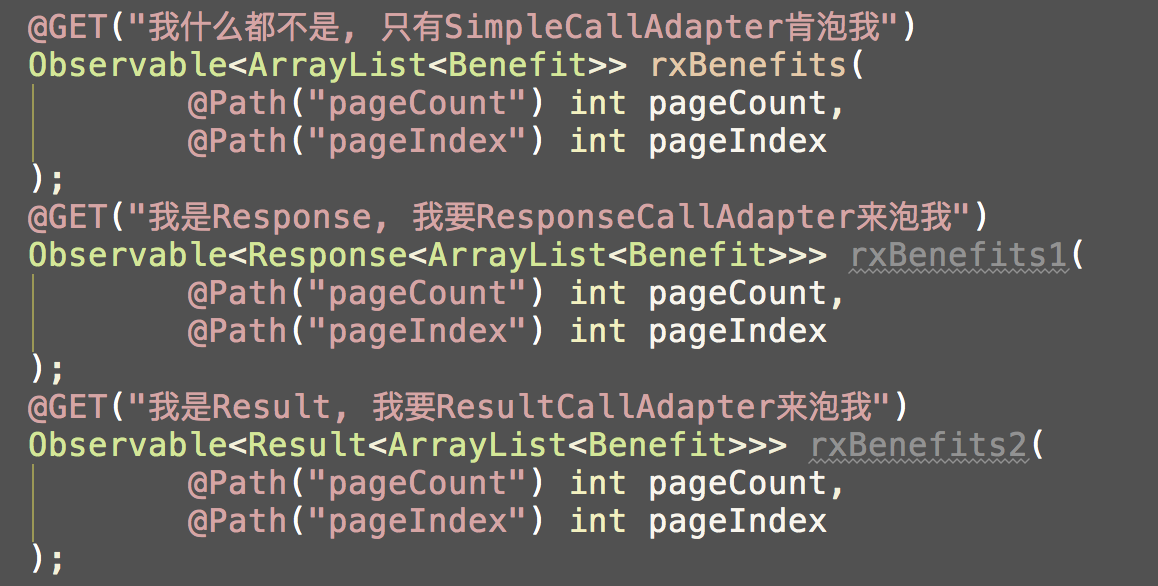 @GET("我什么都不是, 只有SimpleCallAdapter肯泡我")
Observable<ArrayList<Benefit>> rxBenefits(
        @Path("pageCount") int pageCount,
        @Path("pageIndex") int pageIndex
);
@GET("我是Response, 我要ResponseCallAdapter来泡我")
Observable<Response<ArrayList<Benefit>>> rxBenefits1(
        @Path("pageCount") int pageCount,
        @Path("pageIndex") int pageIndex
);
@GET("我是Result, 我要ResultCallAdapter来泡我")
Observable<Result<ArrayList<Benefit>>> rxBenefits2(
        @Path("pageCount") int pageCount,
        @Path("pageIndex") int pageIndex
);